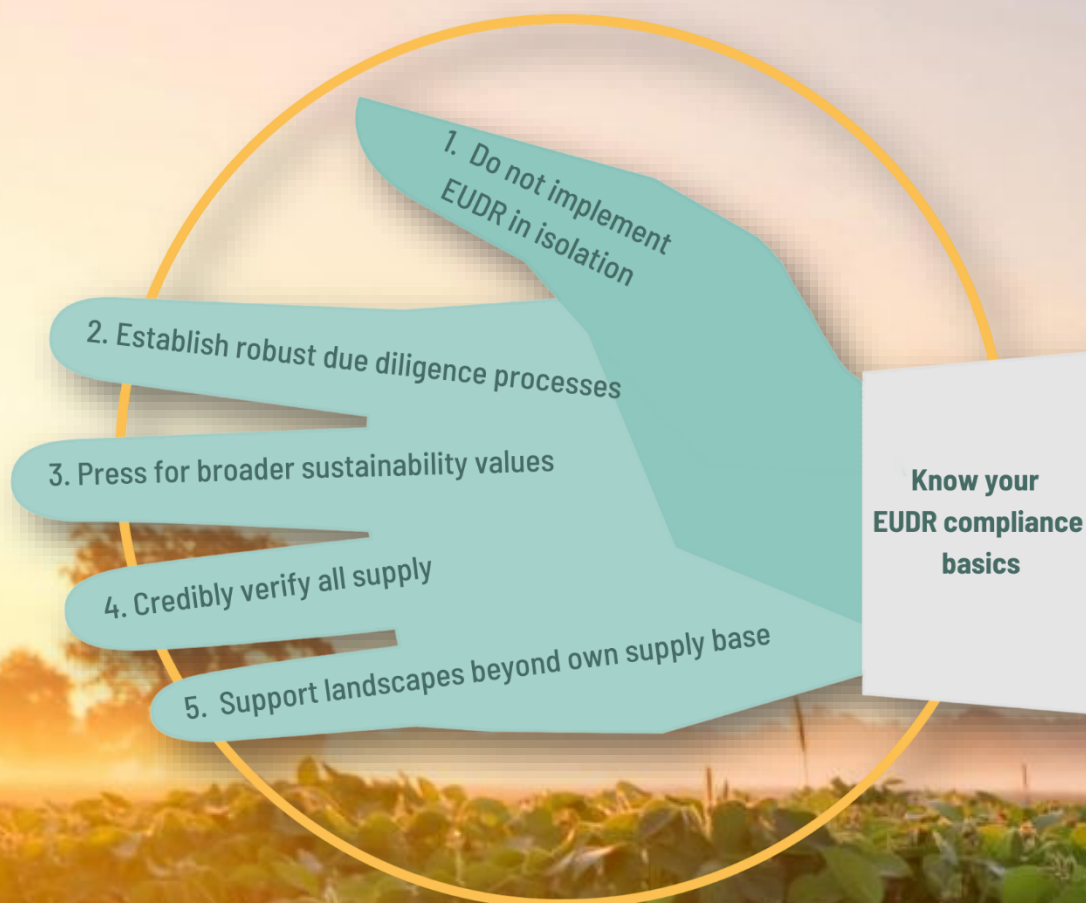 1. Do not implement
EUDR in isolation
2. Establish robust due diligence processes
3. Press for broader sustainability values
4. Credibly verify all supply
5. Support landscapes beyond own supply base
Know your
EUDR compliance
basics